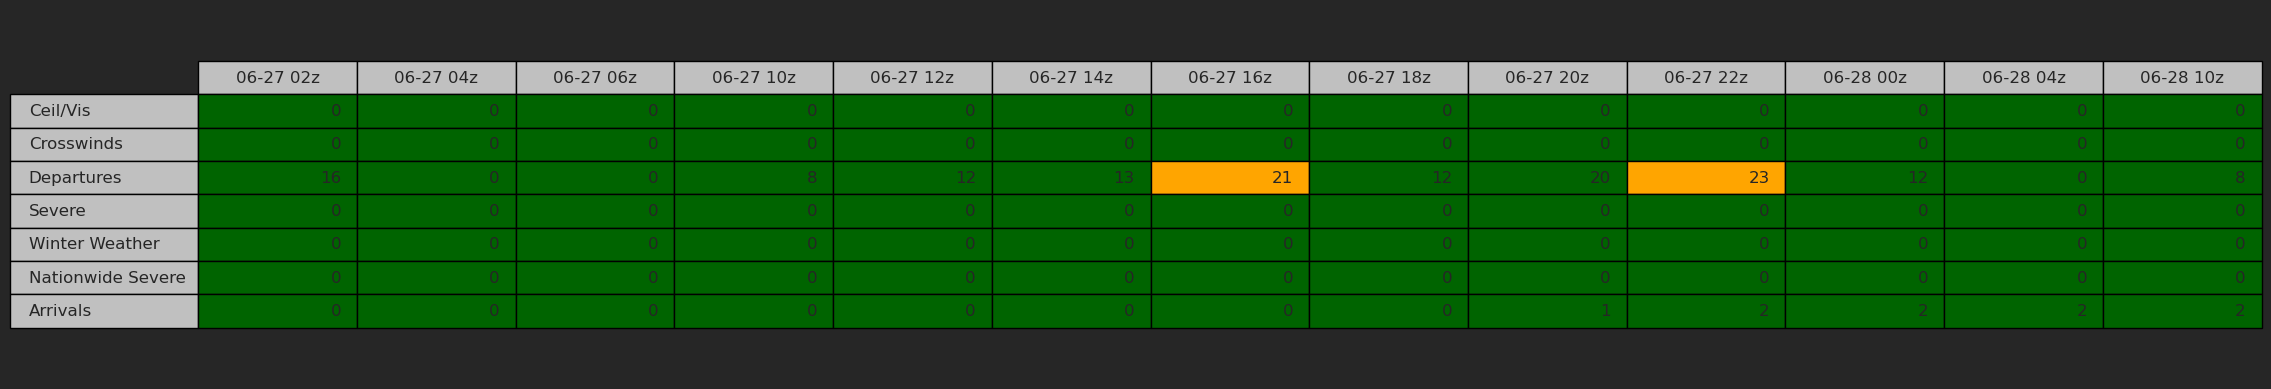 06-27 02z 06-27 04z 06-27 06z 06-27 10z 06-27 12z 06-27 14z 06-27 16z 06-27 18z 06-27 20z 06-27 22z 06-28 00z 06-28 04z 06-28 10z
Ceil/Vis 0 0 0 0 0 0 0 0 0 0 0 0 0
Crosswinds 0 0 0 0 0 0 0 0 0 0 0 0 0
Departures 16 0 0 8 12 13 21 12 20 23 12 0 8
Severe 0 0 0 0 0 0 0 0 0 0 0 0 0
Winter Weather 0 0 0 0 0 0 0 0 0 0 0 0 0
Nationwide Severe 0 0 0 0 0 0 0 0 0 0 0 0 0
Arrivals 0 0 0 0 0 0 0 0 1 2 2 2 2